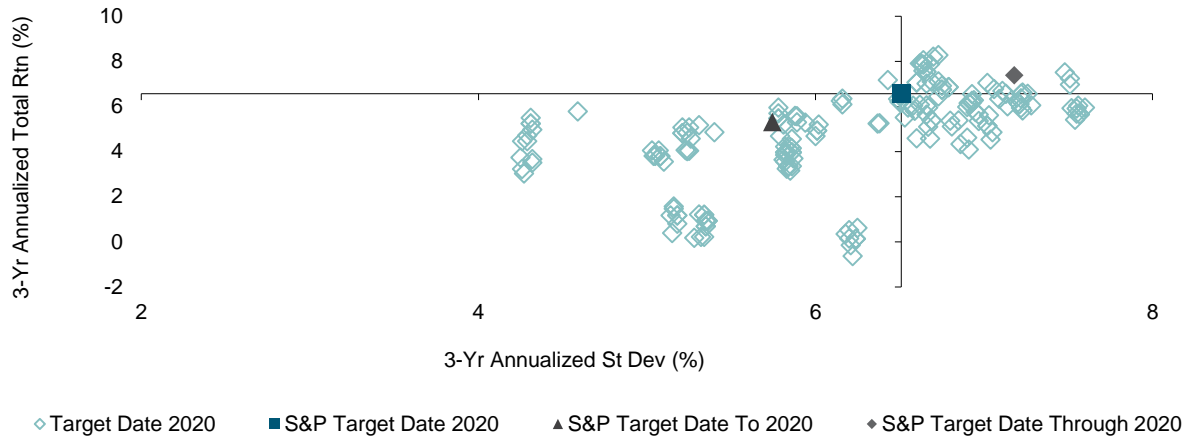 3-Yr Annualized Total Rtn (%)
10
8
6
4
2
0
-2
2 4 6 8
3-Yr Annualized St Dev (%)
Target Date 2020 S&P Target Date 2020 S&P Target Date To 2020 S&P Target Date Through 2020